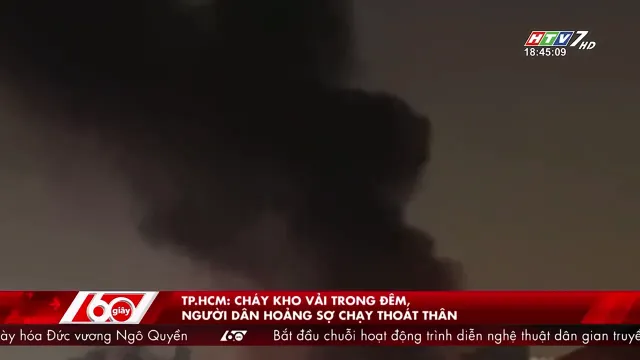 HTV7 HD
18:45:09
60 giây
TP.HCM: CHÁY KHO VẢI TRONG ĐÊM,
NGƯỜI DÂN HOẢNG SỢ CHẠY THOÁT THÂN
ày hóa Đức vương Ngô Quyền 60 Bắt đầu chuỗi hoạt động trình diễn nghệ thuật dân gian truyề